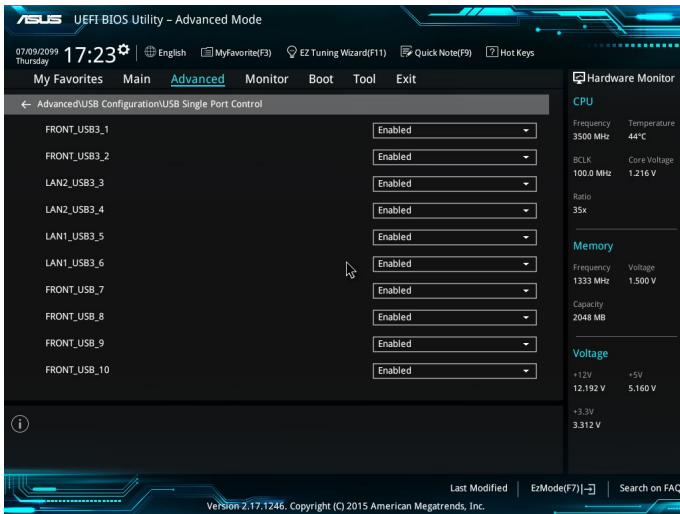 ASUS UEFI BIOS Utility – Advanced Mode
07/09/2099 Thursday 17:23 English MyFavorite(F3) EZ Tuning Wizard(F11) Quick Note(F9) ? Hot Keys
My Favorites Main Advanced Monitor Boot Tool Exit
← Advanced\USB Configuration\USB Single Port Control
FRONT_USB3_1 Enabled
FRONT_USB3_2 Enabled
LAN2_USB3_3 Enabled
LAN2_USB3_4 Enabled
LAN1_USB3_5 Enabled
LAN1_USB3_6 Enabled
FRONT_USB_7 Enabled
FRONT_USB_8 Enabled
FRONT_USB_9 Enabled
FRONT_USB_10 Enabled
Hardware Monitor
CPU
Frequency Temperature
3500 MHz 44°C
BCLK Core Voltage
100.0 MHz 1.216 V
Ratio
35x
Memory
Frequency Voltage
1333 MHz 1.500 V
Capacity
2048 MB
Voltage
+12V +5V
12.192 V 5.160 V
+3.3V
3.312 V
i
Last Modified EzMode(F7)| Search on FAQ
Version 2.17.1246. Copyright (C) 2015 American Megatrends, Inc.